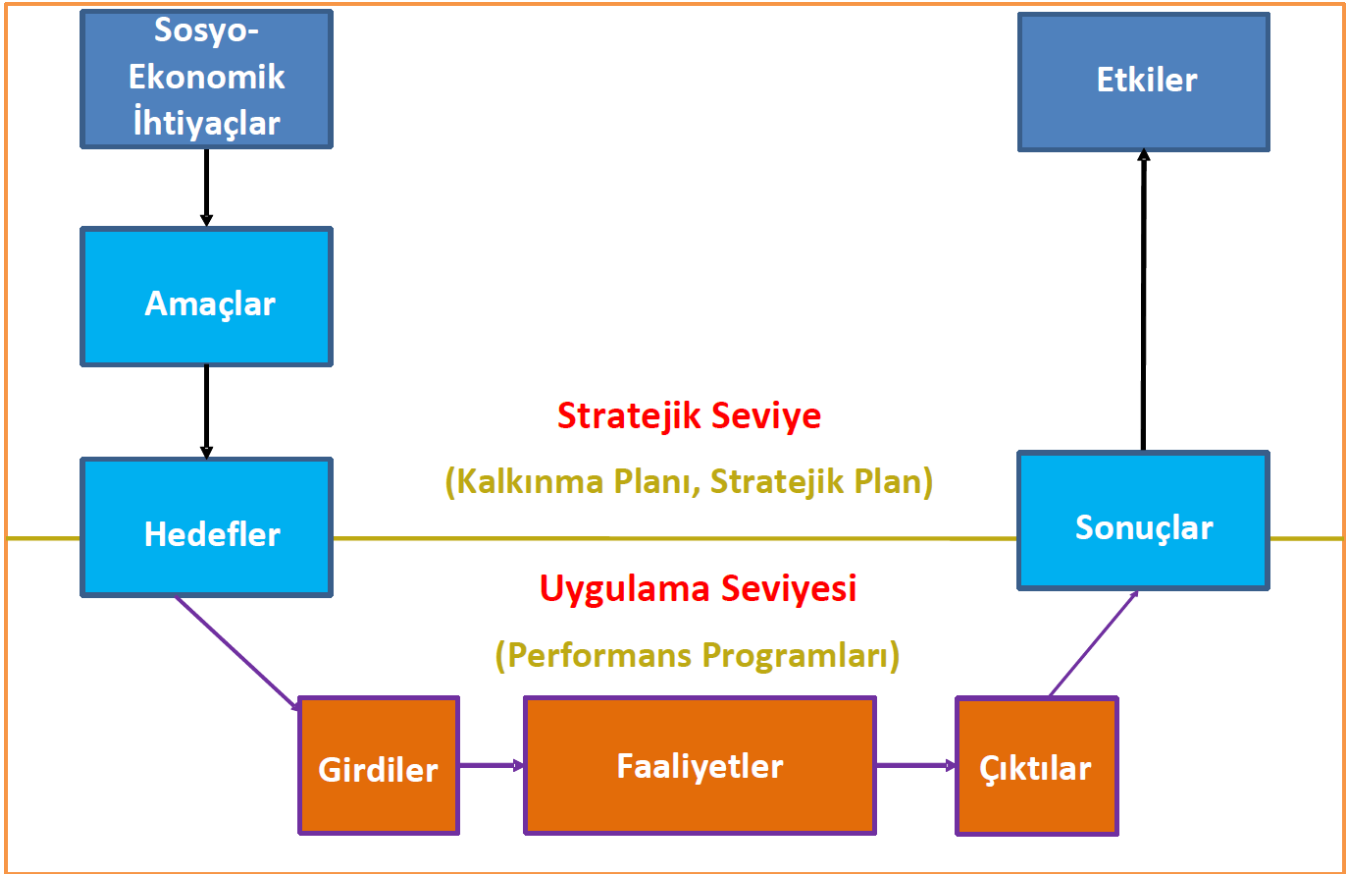 Sosyo-
Ekonomik
İhtiyaçlar
Etkiler
Amaçlar
Stratejik Seviye
(Kalkınma Planı, Stratejik Plan)
Hedefler
Sonuçlar
Uygulama Seviyesi
(Performans Programları)
Girdiler
Faaliyetler
Çıktılar